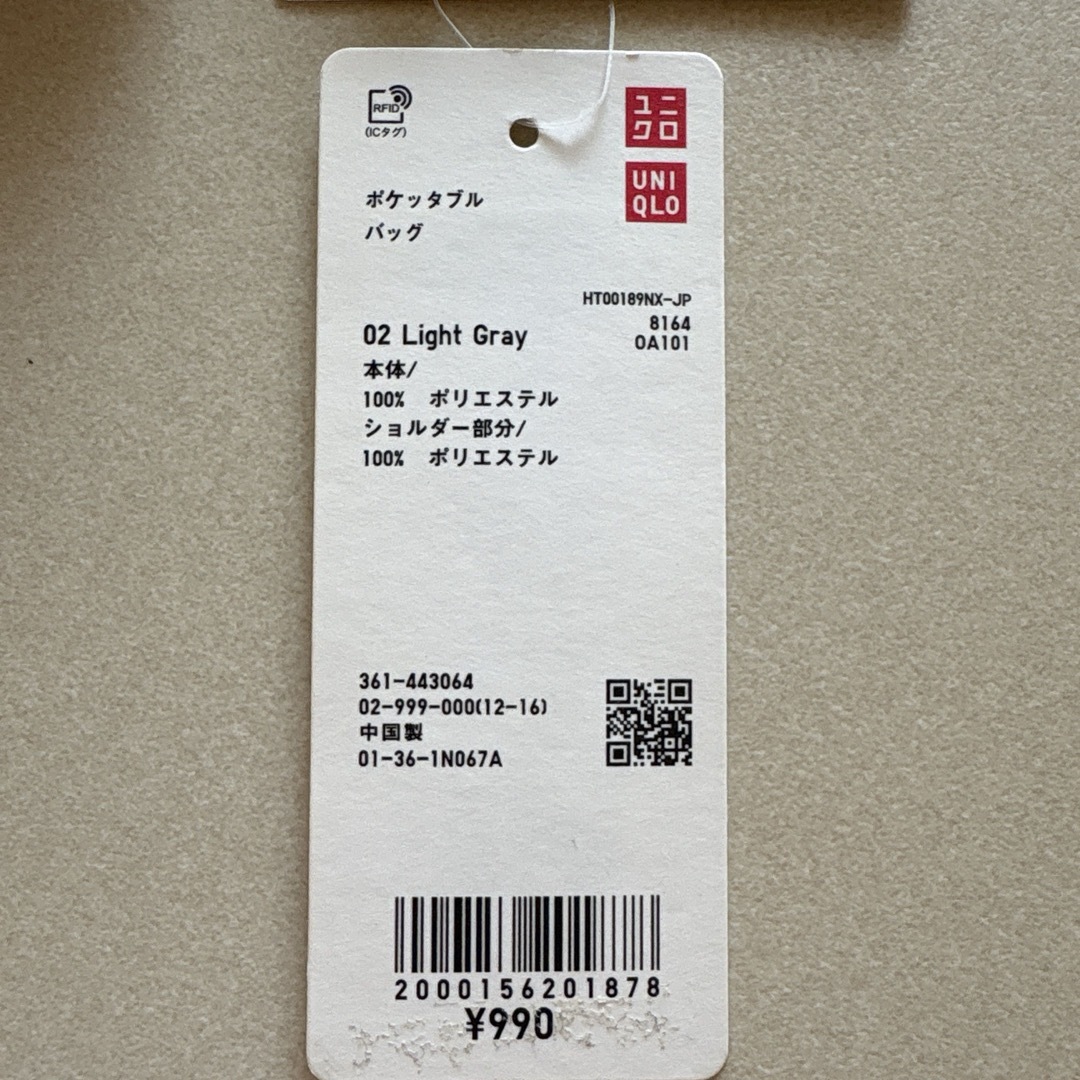 RFID
(ICタグ)
ユニ
クロ
UNI
QLO
ポケッタブル
バッグ
HT00189NX-JP
8164
OA101
02 Light Gray
本体/
100% ポリエステル
ショルダー部分/
100% ポリエステル
361-443064
02-999-000(12-16)
中国製
01-36-1N067A
2000156201878
¥990